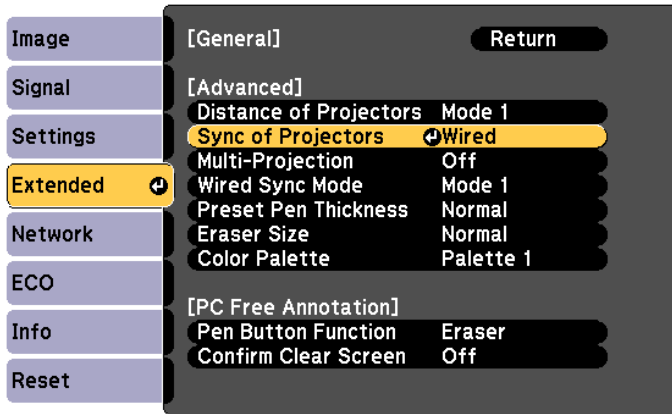 Image
Signal
Settings
Extended
Network
ECO
Info
Reset
[General] Return
[Advanced]
Distance of Projectors Mode 1
Sync of Projectors Wired
Multi-Projection Off
Wired Sync Mode Mode 1
Preset Pen Thickness Normal
Eraser Size Normal
Color Palette Palette 1
[PC Free Annotation]
Pen Button Function Eraser
Confirm Clear Screen Off